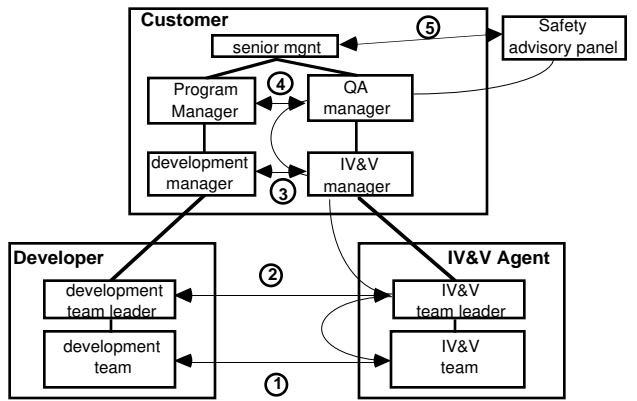 Customer
5
Safety
advisory panel
senior mgnt
4
Program
Manager
QA
manager
development
manager
IV&V
manager
3
Developer
IV&V Agent
2
development
team leader
IV&V
team leader
development
team
IV&V
team
1